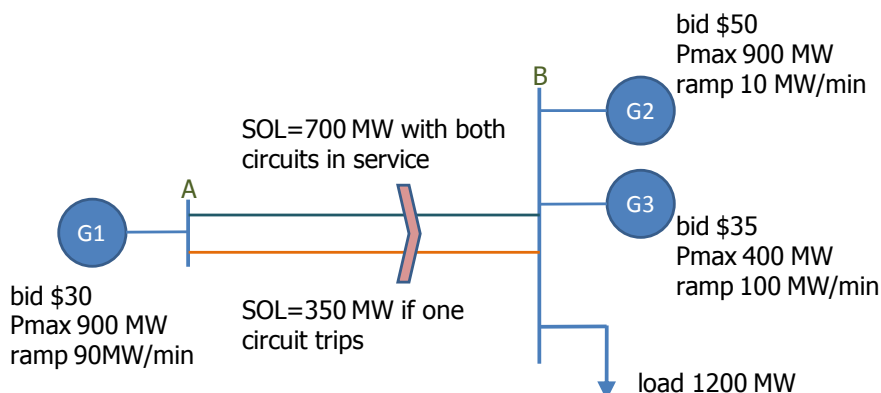 bid $50
Pmax 900 MW
ramp 10 MW/min
B
G2
SOL=700 MW with both
circuits in service
A
G1
G3
bid $35
Pmax 400 MW
ramp 100 MW/min
bid $30
Pmax 900 MW
ramp 90MW/min
SOL=350 MW if one
circuit trips
load 1200 MW